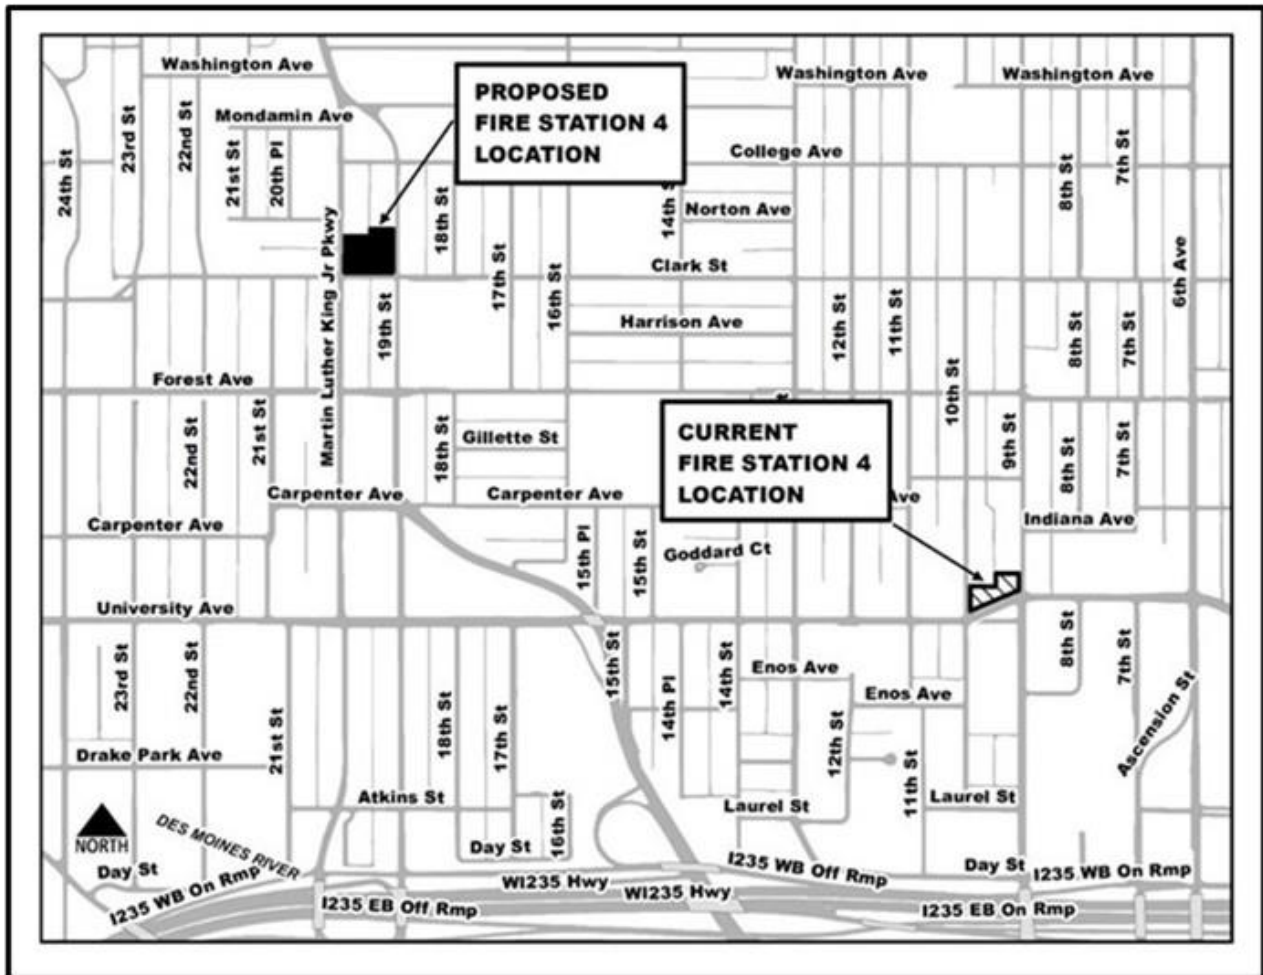 Washington Ave
Washington Ave
Washington Ave
PROPOSED
FIRE STATION 4
LOCATION
Mondamin Ave
24th St
23rd St
22nd St
21st St
20th Pl
College Ave
7th St
8th St
14th S
Norton Ave
18th St
Martin Luther King Jr Pkwy
17th St
16th St
Clark St
6th Ave
19th St
Harrison Ave
12th St
11th St
8th St
7th St
Forest Ave
10th St
22nd St
21st St
18th St
Gillette St
CURRENT
FIRE STATION 4
LOCATION
9th St
8th St
7th St
Carpenter Ave
Carpenter Ave
Ave
Carpenter Ave
Indiana Ave
15th Pl
15th St
Goddard Ct
University Ave
23rd St
22nd St
15th St
14th St
Enos Ave
8th St
7th St
14th Pl
Enos Ave
21st St
18th St
17th St
12th St
11th St
Ascension St
Drake Park Ave
Atkins St
Laurel St
Laurel St
NORTH
DES MOINES RIVER
Day St
16th St
Day St
Day St
I235 WB On Rmp
WI235 Hwy
WI235 Hwy
I235 WB Off Rmp
I235 WB On Rmp
I235 EB Off Rmp
I235 EB On Rmp